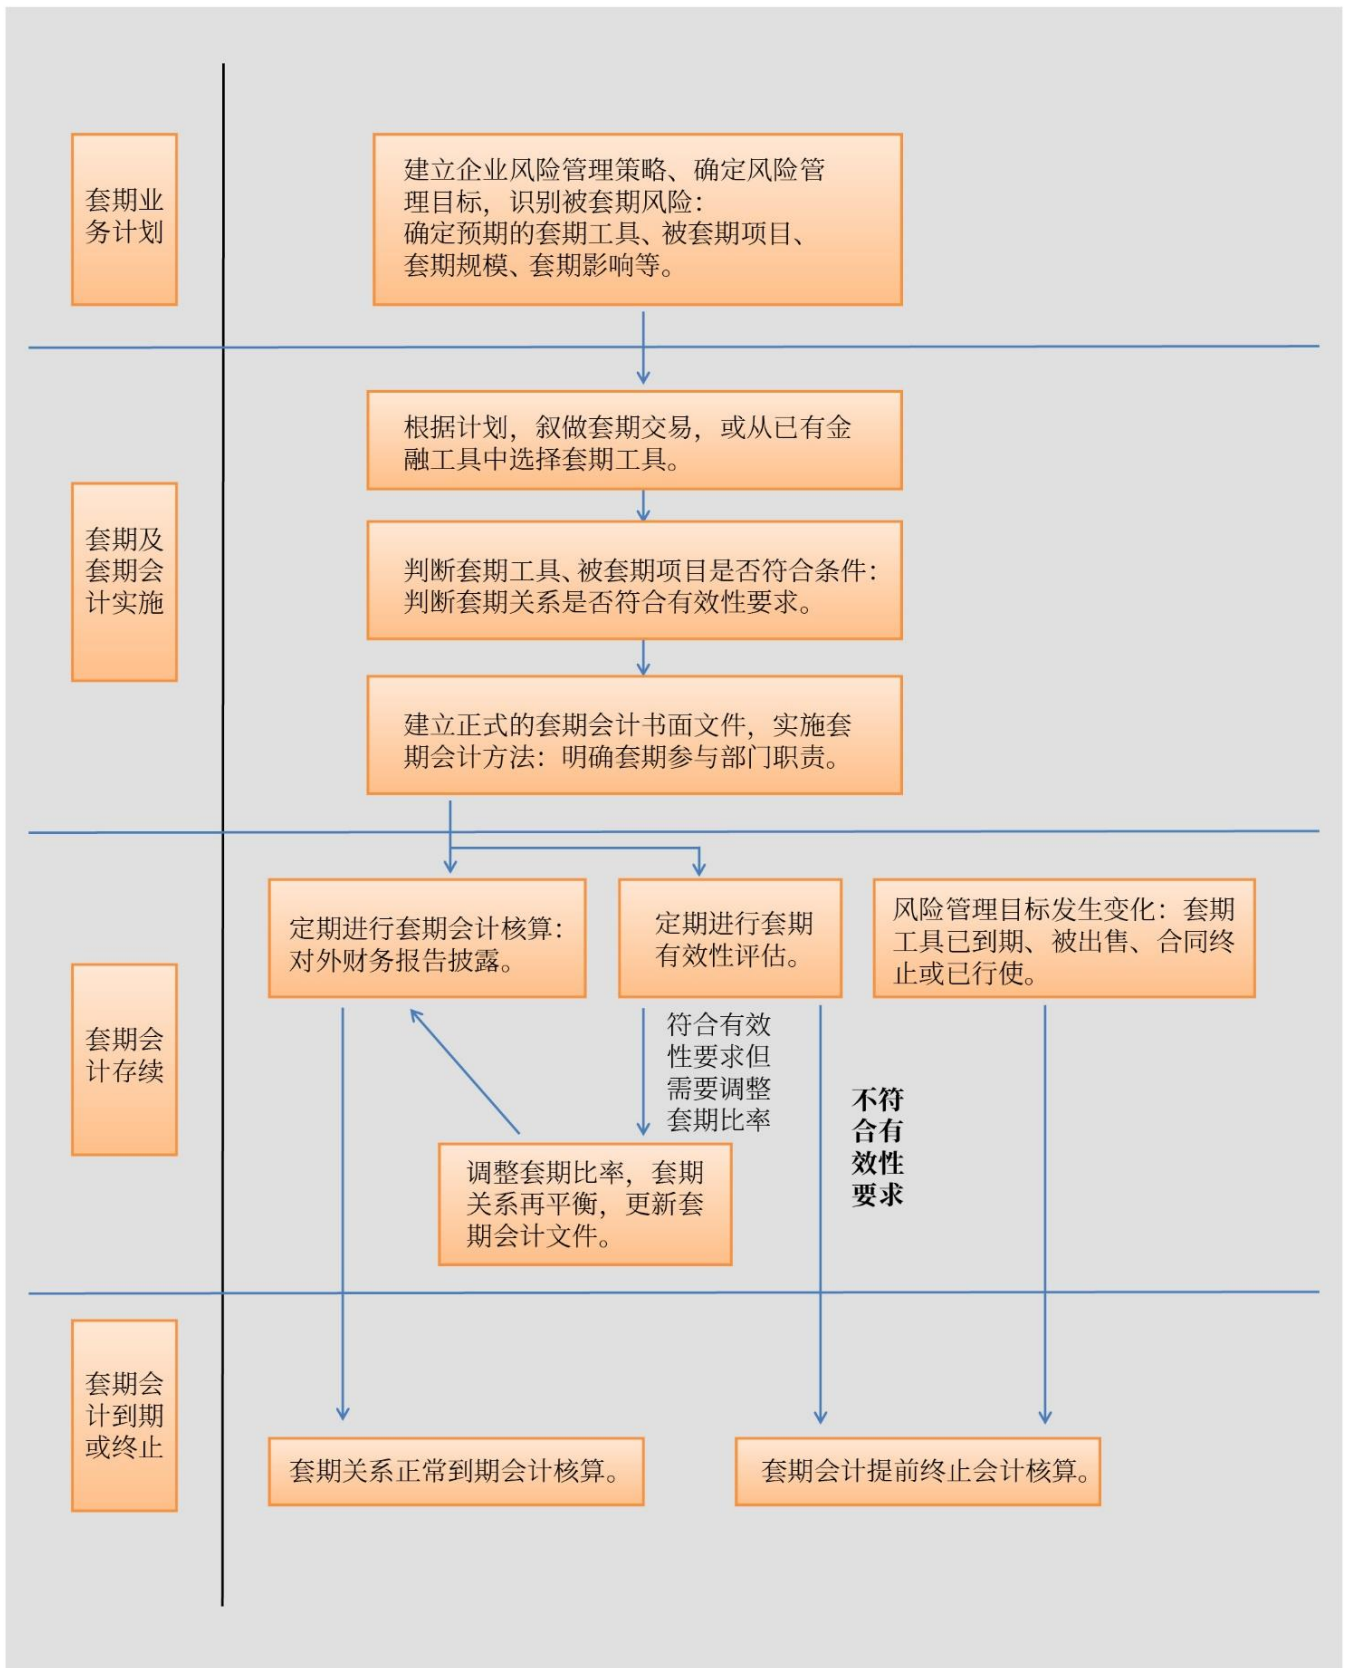 套期业
务计划
建立企业风险管理策略、确定风险管
理目标，识别被套期风险：
确定预期的套期工具、被套期项目、
套期规模、套期影响等。
根据计划，叙做套期交易，或从已有金
融工具中选择套期工具。
套期及
套期会
计实施
判断套期工具、被套期项目是否符合条件：
判断套期关系是否符合有效性要求。
建立正式的套期会计书面文件，实施套
期会计方法：明确套期参与部门职责。
套期会
计存续
定期进行套期会计核算：
对外财务报告披露。
定期进行套期
有效性评估。
风险管理目标发生变化：套期
工具已到期、被出售、合同终
止或已行使。
符合有效
性要求但
需要调整
套期比率
不符
合有
效性
要求
调整套期比率，套期
关系再平衡，更新套
期会计文件。
套期会
计到期
或终止
套期关系正常到期会计核算。
套期会计提前终止会计核算。